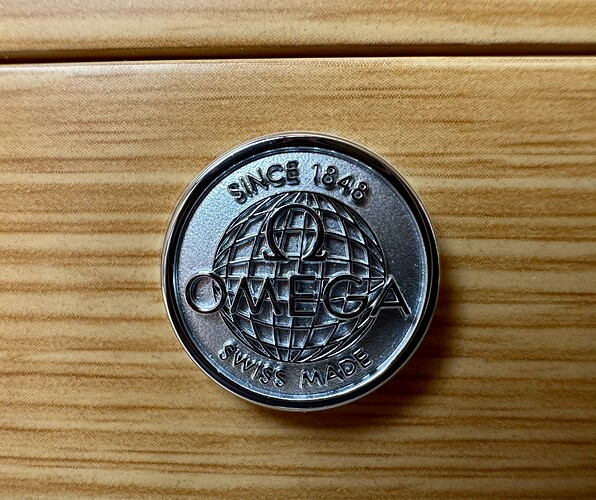 SINCE 1848
Ω
OMEGA
SWISS MADE